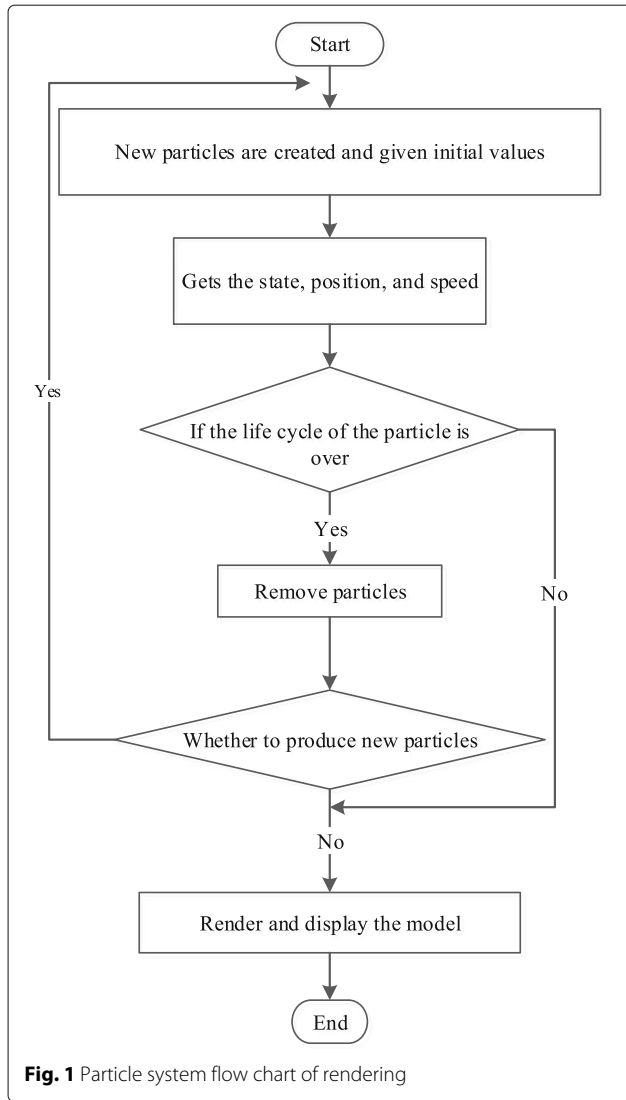 Start
New particles are created and given initial values
Gets the state, position, and speed
Yes
If the life cycle of the particle is
over
Yes
Remove particles
No
Whether to produce new particles
No
Render and display the model
End
Fig. 1 Particle system flow chart of rendering